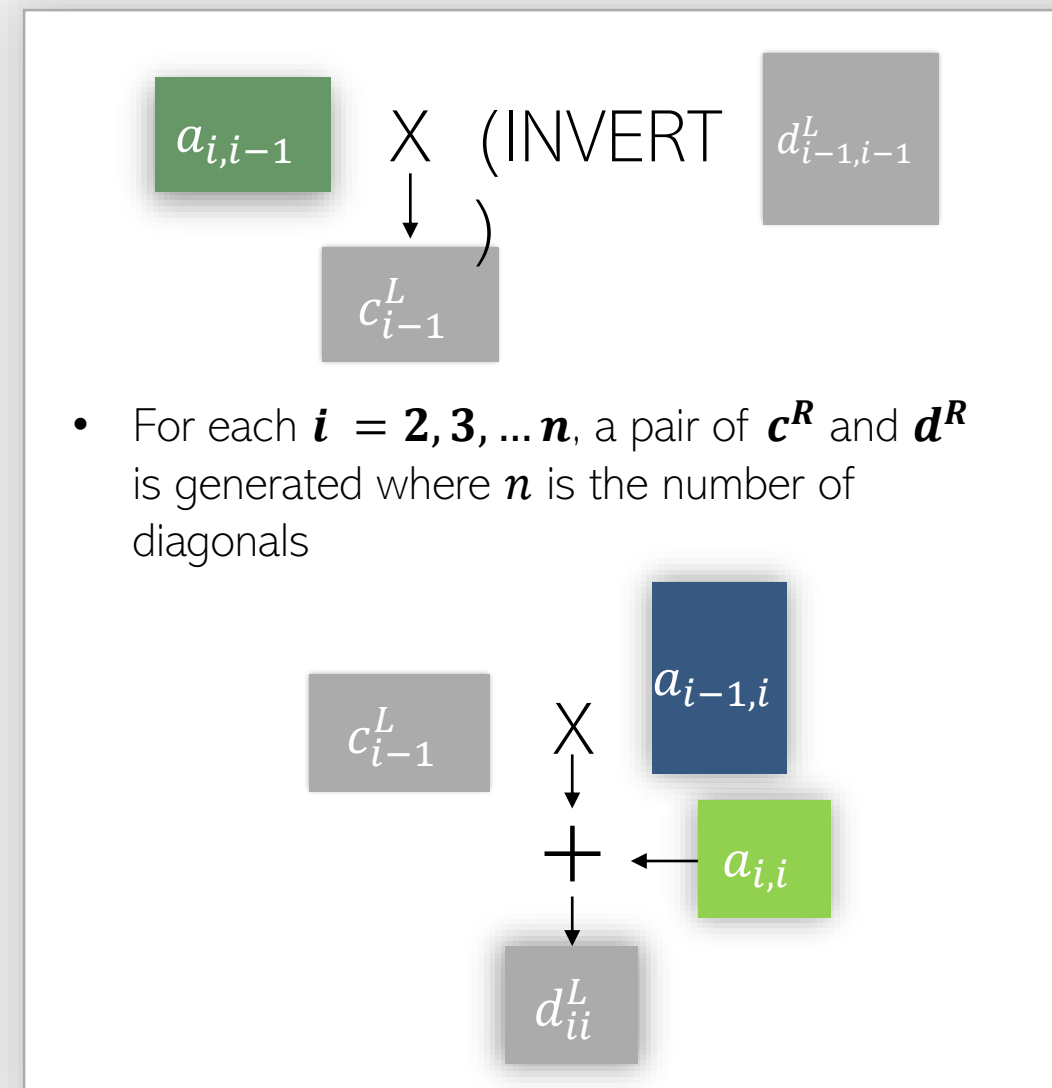 a_{i,i−1} X (INVERT d^L_{i−1,i−1}
)
c^L_{i−1}
• For each i = 2, 3, … n, a pair of c^R and d^R
is generated where n is the number of
diagonals
a_{i−1,i}
c^L_{i−1} X
+ a_{i,i}
d^L_{ii}